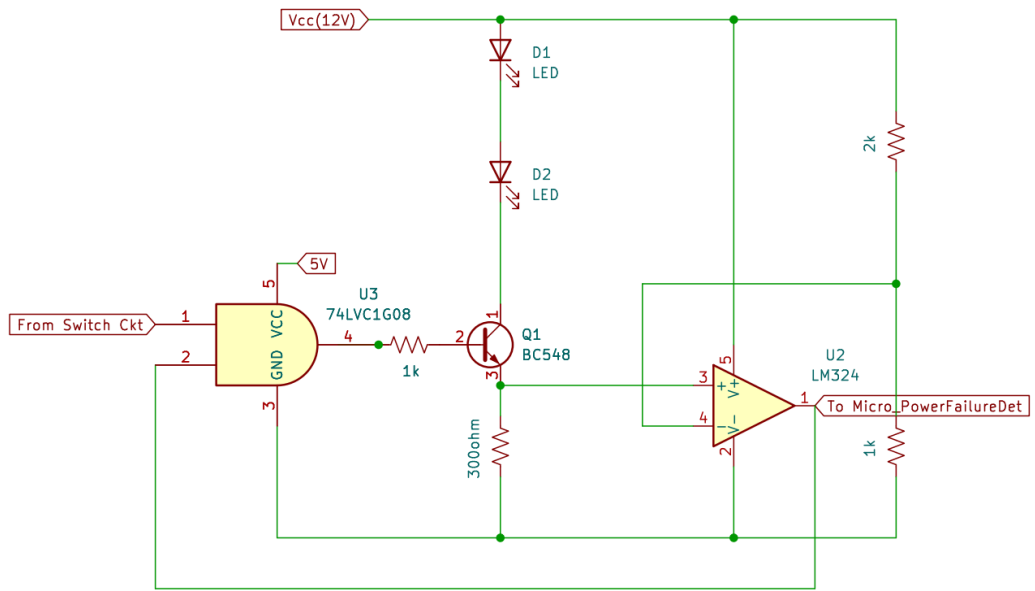 Vcc(12V)
D1
LED
2k
D2
LED
5V
5
U3
74LVC1G08
From Switch Ckt
1
VCC
4
2
1
Q1
BC548
1k
2
GND
3
3
300ohm
3
+
V+
5
U2
LM324
1
To Micro_PowerFailureDet
4
-
V-
2
1k